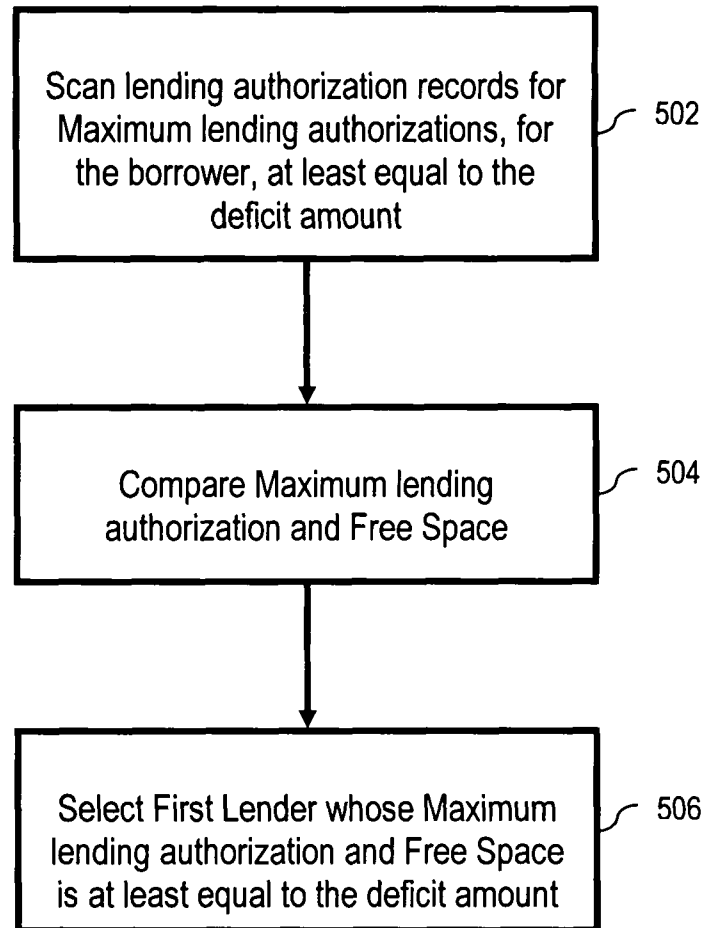 Scan lending authorization records for
Maximum lending authorizations, for
the borrower, at least equal to the
deficit amount
502
Compare Maximum lending
authorization and Free Space
504
Select First Lender whose Maximum
lending authorization and Free Space
is at least equal to the deficit amount
506